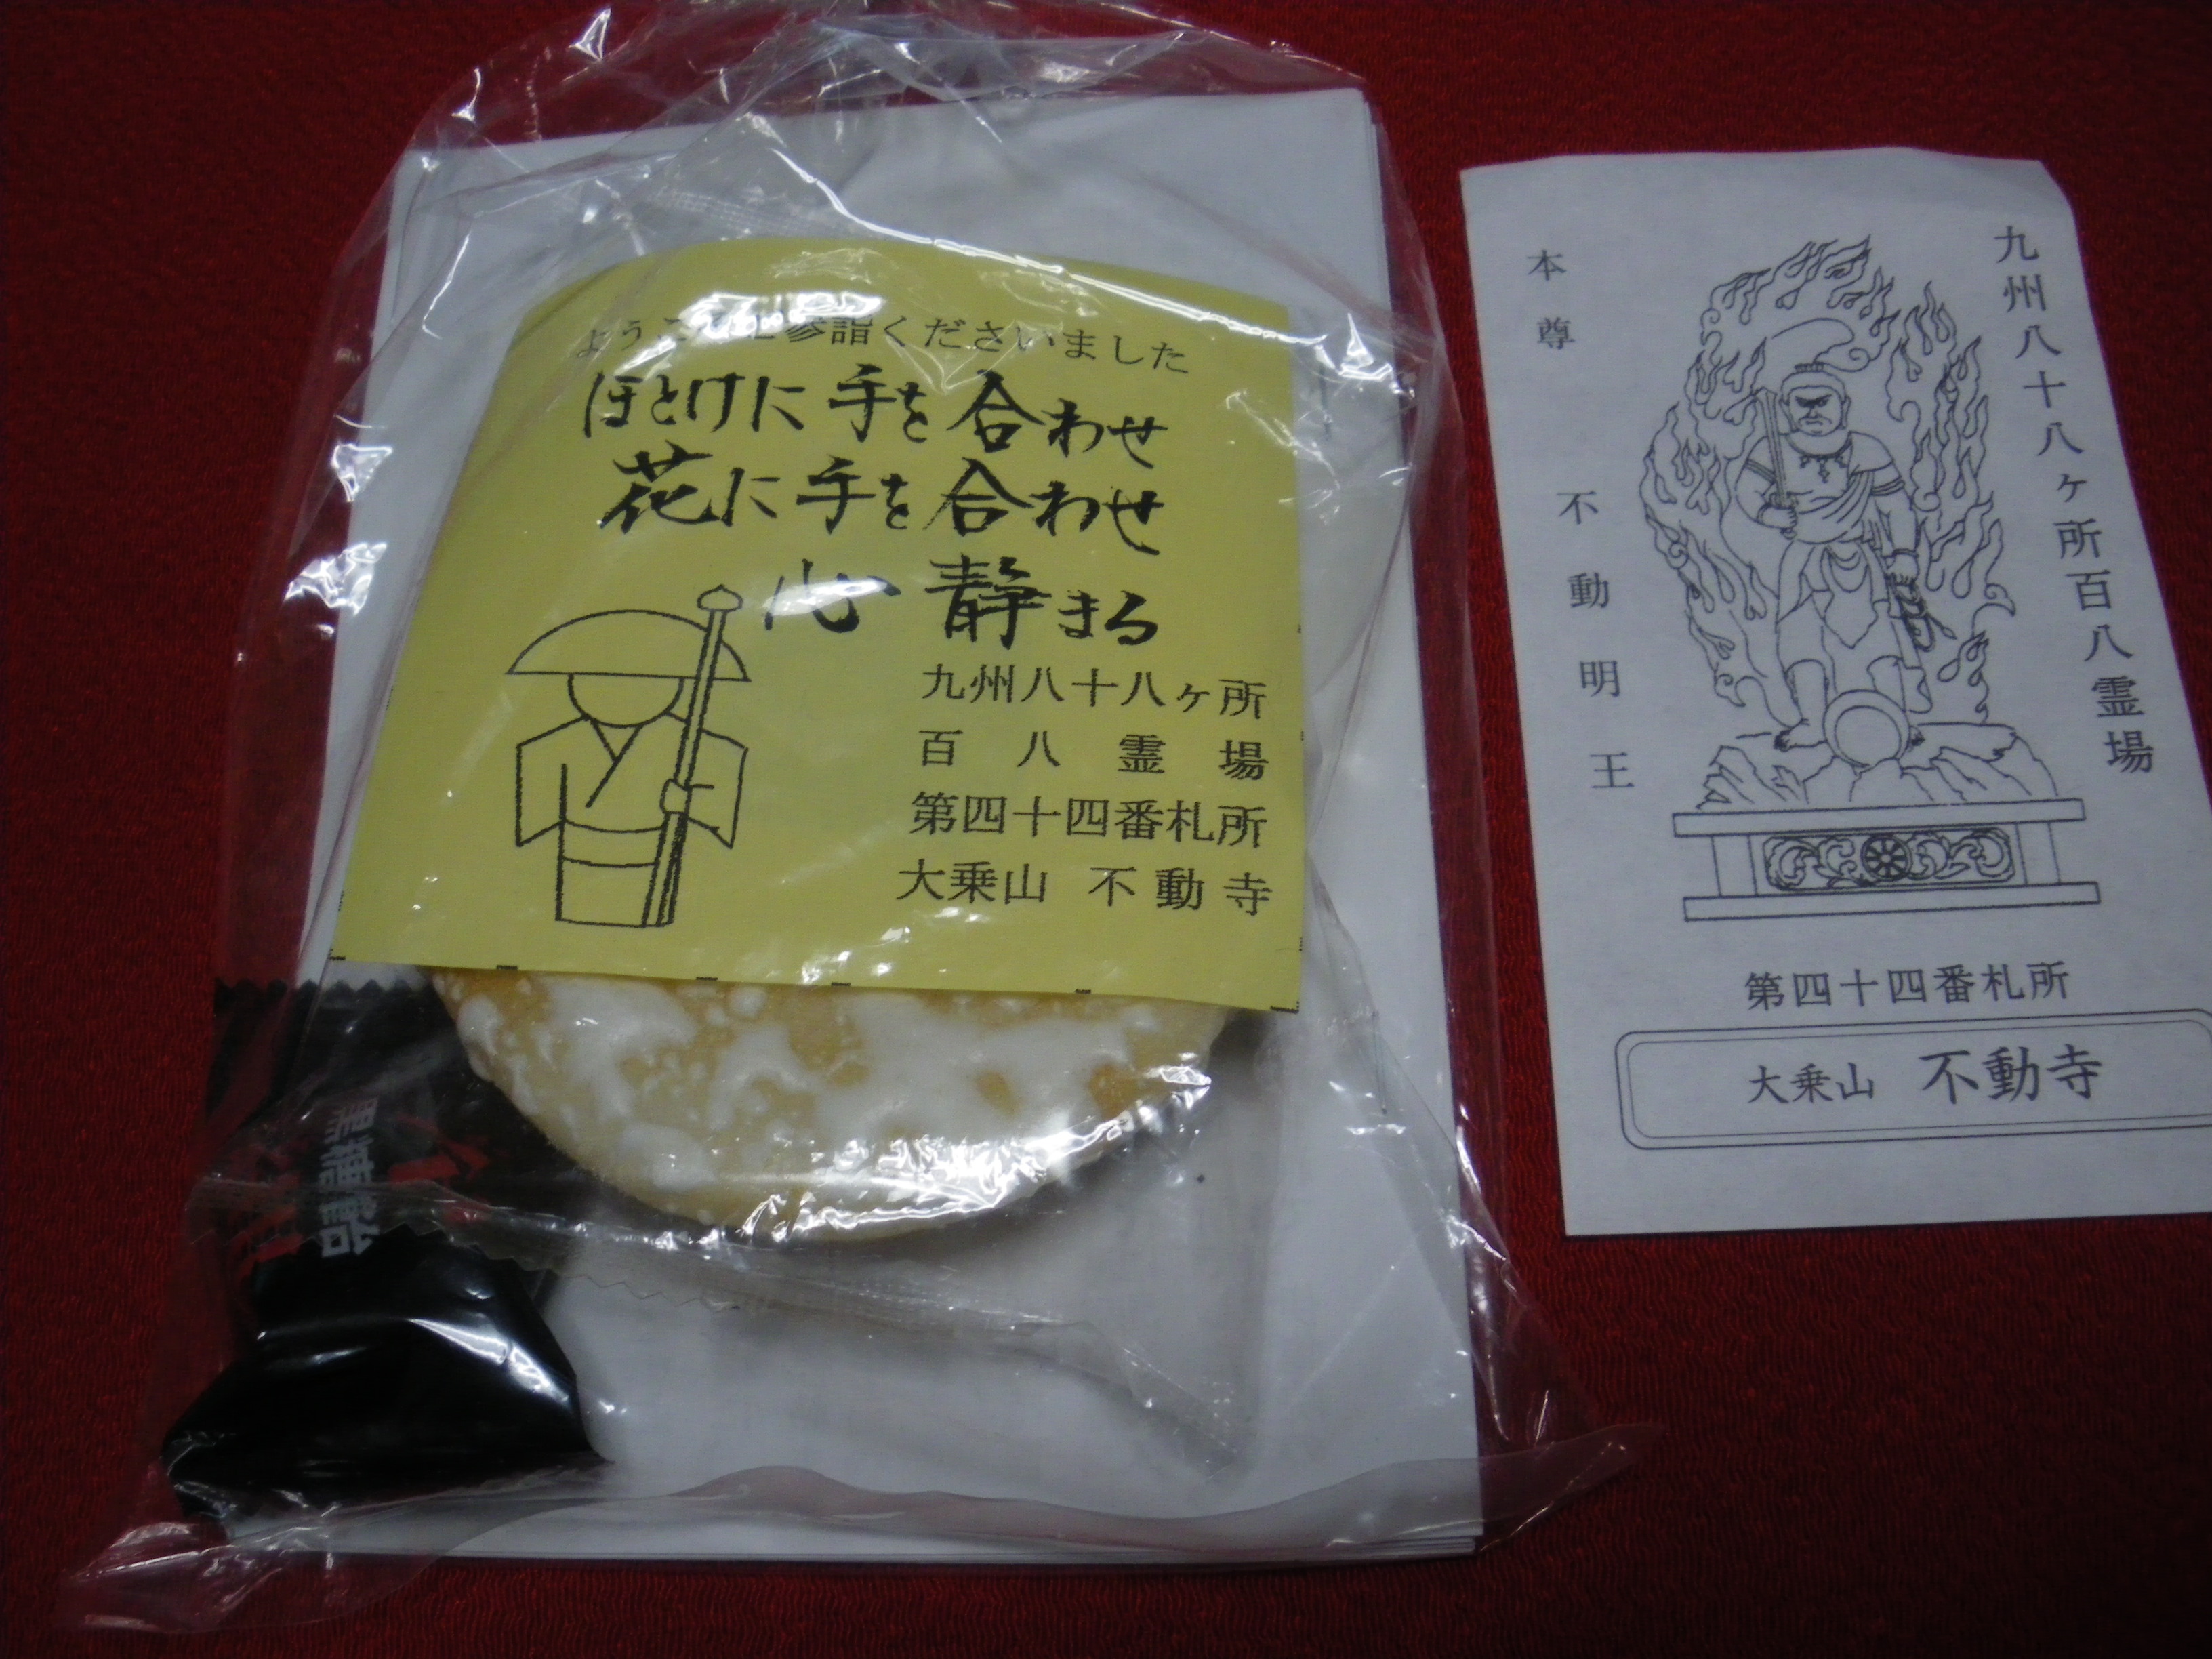 ようこそご参詣くださいました
ほとけに手を合わせ
花に手を合わせ
心静まる
九州八十八ヶ所
百八霊場
第四十四番札所
大乗山 不動寺
黒糖飴
九州八十八ヶ所百八霊場
本尊 不動明王
第四十四番札所
大乗山 不動寺